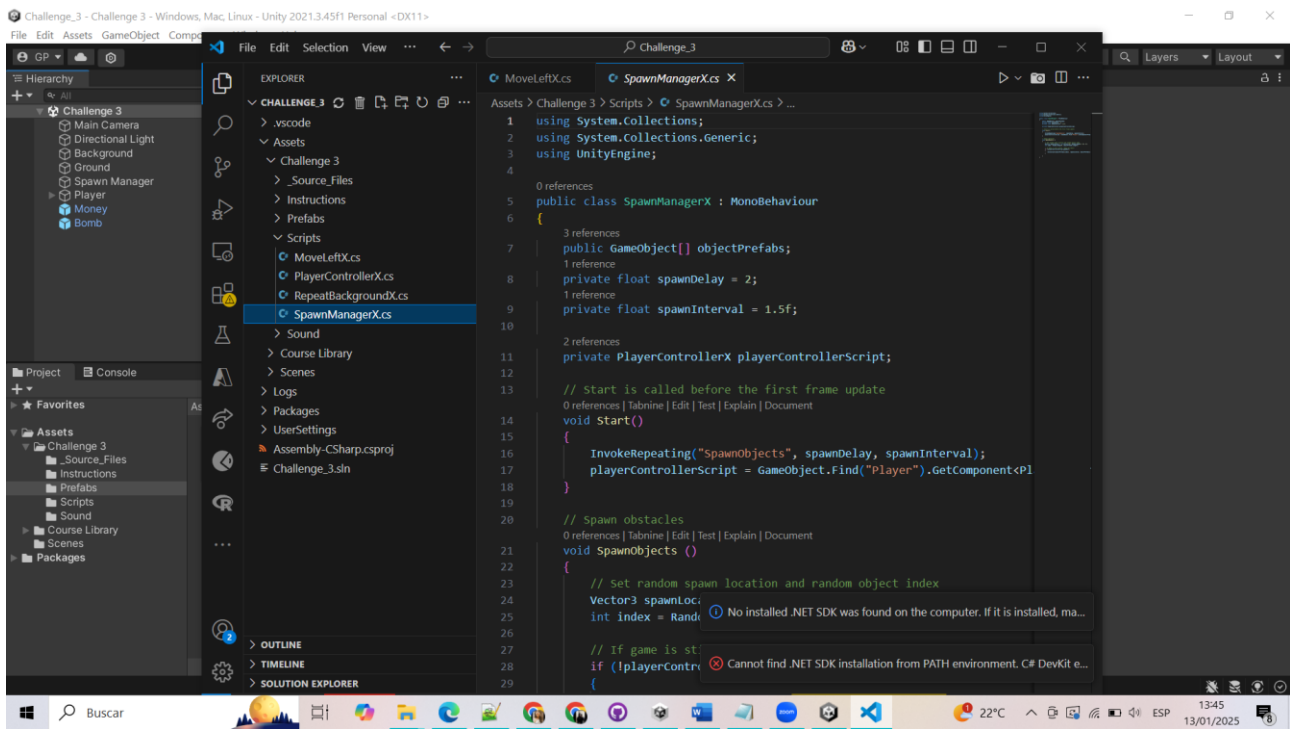 Challenge_3 - Challenge 3 - Windows, Mac, Linux - Unity 2021.3.45f1 Personal <DX11>
File Edit Assets GameObject Compo
GP
Layers
Layout
Hierarchy
All
Challenge 3
Main Camera
Directional Light
Background
Ground
Spawn Manager
Player
Money
Bomb
Project
Console
Favorites
As
Assets
Challenge 3
_Source_Files
Instructions
Prefabs
Scripts
Sound
Course Library
Scenes
Packages
File Edit Selection View ···
Challenge_3
EXPLORER
CHALLENGE_3
.vscode
Assets
Challenge 3
_Source_Files
Instructions
Prefabs
Scripts
MoveLeftX.cs
PlayerControllerX.cs
RepeatBackgroundX.cs
SpawnManagerX.cs
Sound
Course Library
Scenes
Logs
Packages
UserSettings
Assembly-CSharp.csproj
Challenge_3.sln
OUTLINE
TIMELINE
SOLUTION EXPLORER
2
MoveLeftX.cs
SpawnManagerX.cs
Assets > Challenge 3 > Scripts > SpawnManagerX.cs > ...
1 using System.Collections;
2 using System.Collections.Generic;
3 using UnityEngine;
4
0 references
5 public class SpawnManagerX : MonoBehaviour
6 {
3 references
7 public GameObject[] objectPrefabs;
1 reference
8 private float spawnDelay = 2;
1 reference
9 private float spawnInterval = 1.5f;
10
2 references
11 private PlayerControllerX playerControllerScript;
12
13 // Start is called before the first frame update
0 references | Tabnine | Edit | Test | Explain | Document
14 void Start()
15 {
16 InvokeRepeating("SpawnObjects", spawnDelay, spawnInterval);
17 playerControllerScript = GameObject.Find("Player").GetComponent<Pl
18 }
19
20 // Spawn obstacles
0 references | Tabnine | Edit | Test | Explain | Document
21 void SpawnObjects ()
22 {
23 // Set random spawn location and random object index
24 Vector3 spawnLoc
25 int index = Rand
26
27 // If game is sti
28 if (!playerContr
29 {
No installed .NET SDK was found on the computer. If it is installed, ma...
Cannot find .NET SDK installation from PATH environment. C# DevKit e...
Buscar
zoom
22°C
ESP
13:45
13/01/2025
8